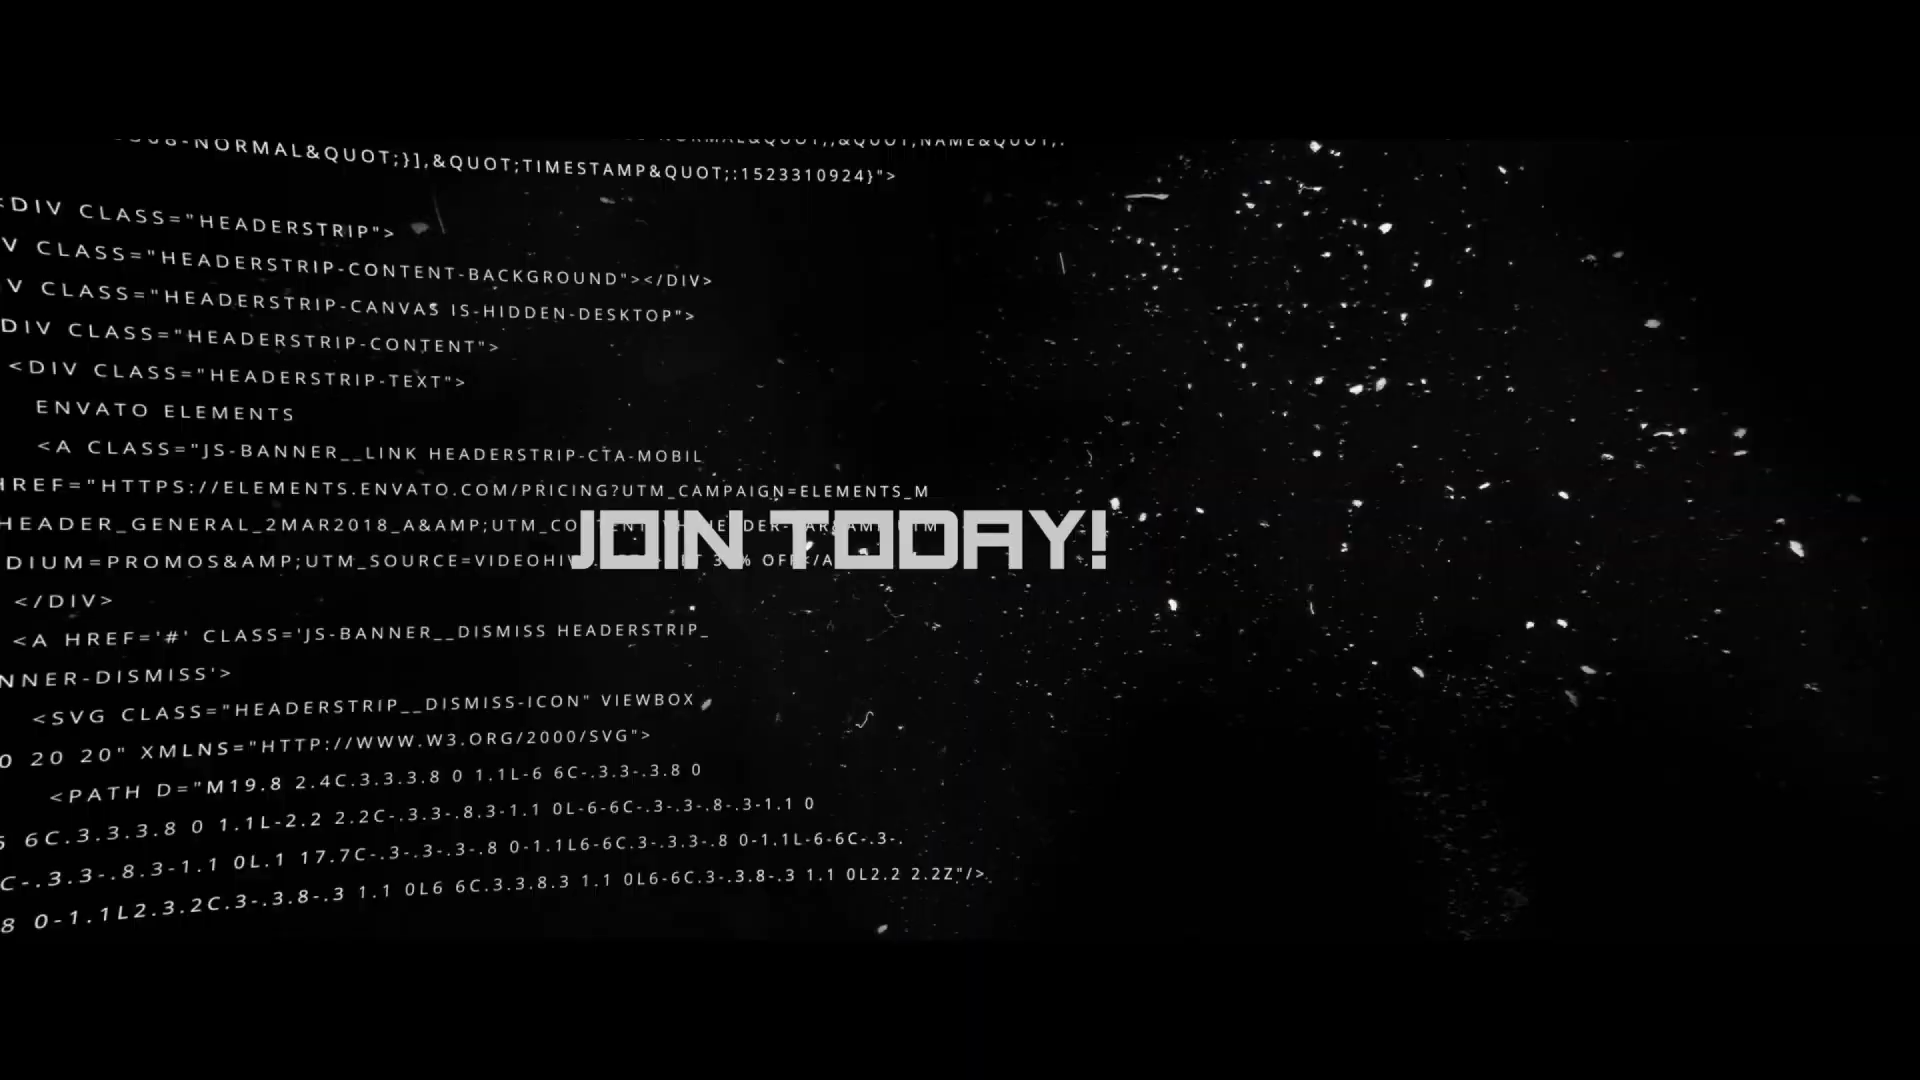 -NORMAL&QUOT;,&QUOT;NAME&QUOT;:
-NORMAL&QUOT;}],&QUOT;TIMESTAMP&QUOT;:1523310924}">
<DIV CLASS="HEADERSTRIP">
V CLASS="HEADERSTRIP-CONTENT-BACKGROUND"></DIV>
V CLASS="HEADERSTRIP-CANVAS IS-HIDDEN-DESKTOP">
DIV CLASS="HEADERSTRIP-CONTENT">
<DIV CLASS="HEADERSTRIP-TEXT">
ENVATO ELEMENTS
<A CLASS="JS-BANNER__LINK HEADERSTRIP-CTA-MOBIL
HREF="HTTPS://ELEMENTS.ENVATO.COM/PRICING?UTM_CAMPAIGN=ELEMENTS_M
HEADER_GENERAL_2MAR2018_A&AMP;UTM_CO
JOIN TODAY!
DIUM=PROMOS&AMP;UTM_SOURCE=VIDEOHIV
</DIV>
<A HREF='#' CLASS='JS-BANNER__DISMISS HEADERSTRIP_
NNER-DISMISS'>
<SVG CLASS="HEADERSTRIP__DISMISS-ICON" VIEWBOX
0 20 20" XMLNS="HTTP://WWW.W3.ORG/2000/SVG">
<PATH D="M19.8 2.4C.3.3.3.8 0 1.1L-6 6C-.3.3-.3.8 0
6C.3.3.3.8 0 1.1L-2.2 2.2C-.3.3-.8.3-1.1 0L-6-6C-.3-.3-.8-.3-1.1 0
C-.3.3-.8.3-1.1 0L.1 17.7C-.3-.3-.3-.8 0-1.1L6-6C.3-.3.3-.8 0-1.1L-6-6C-.3-.
8 0-1.1L2.3.2C.3-.3.8-.3 1.1 0L6 6C.3.3.8.3 1.1 0L6-6C.3-.3.8-.3 1.1 0L2.2 2.2Z"/>